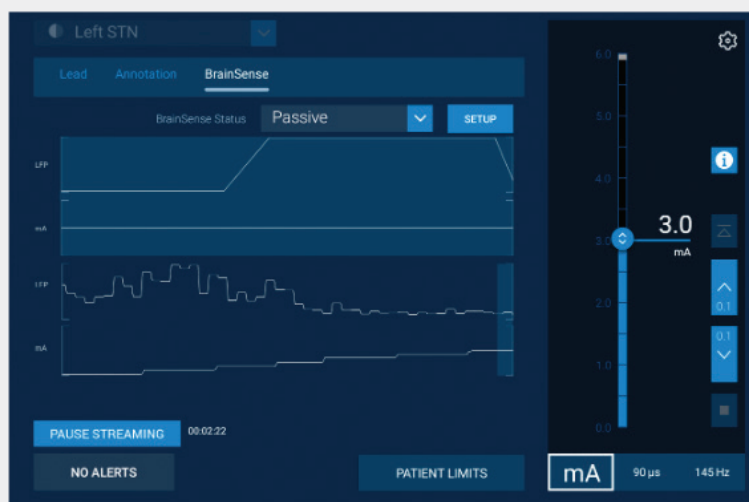 Left STN
Lead Annotation BrainSense
BrainSense Status Passive SETUP
LFP
mA
LFP
mA
PAUSE STREAMING 00:02:22
NO ALERTS PATIENT LIMITS
6.0
5.0
4.0
3.0
3.0
mA
2.0
0.1
0.1
1.0
0.0
mA 90 µs 145 Hz